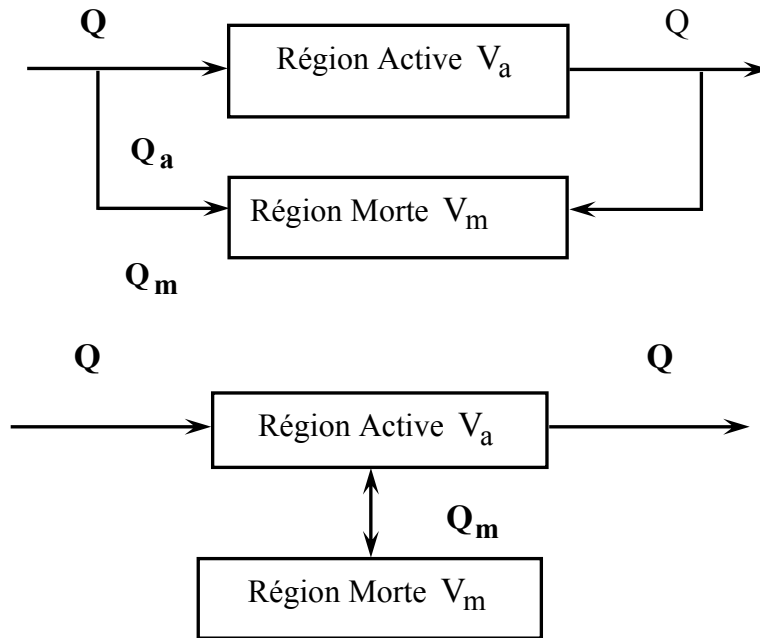 Q
Q
Région Active Va
Qa
Région Morte Vm
Qm
Q
Q
Région Active Va
Qm
Région Morte Vm